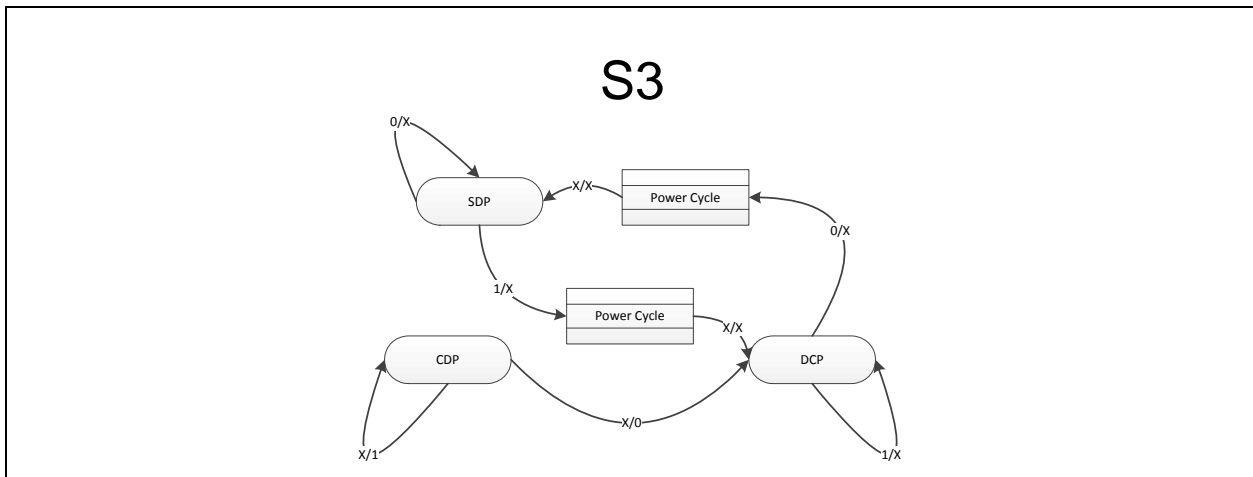 S3
0/X
X/X
Power Cycle
SDP
0/X
1/X
Power Cycle
X/X
CDP
DCP
X/0
X/1
1/X